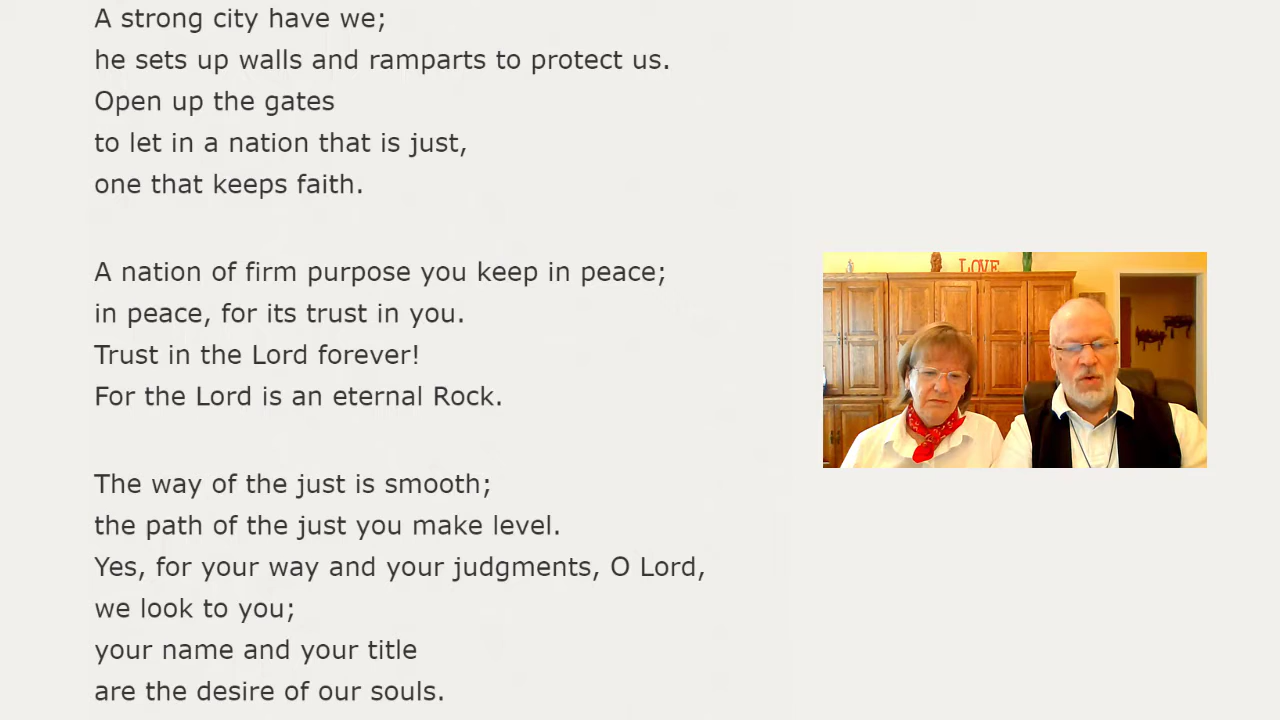 A strong city have we;
he sets up walls and ramparts to protect us.
Open up the gates
to let in a nation that is just,
one that keeps faith.
A nation of firm purpose you keep in peace;
in peace, for its trust in you.
Trust in the Lord forever!
For the Lord is an eternal Rock.
LOVE
The way of the just is smooth;
the path of the just you make level.
Yes, for your way and your judgments, O Lord,
we look to you;
your name and your title
are the desire of our souls.